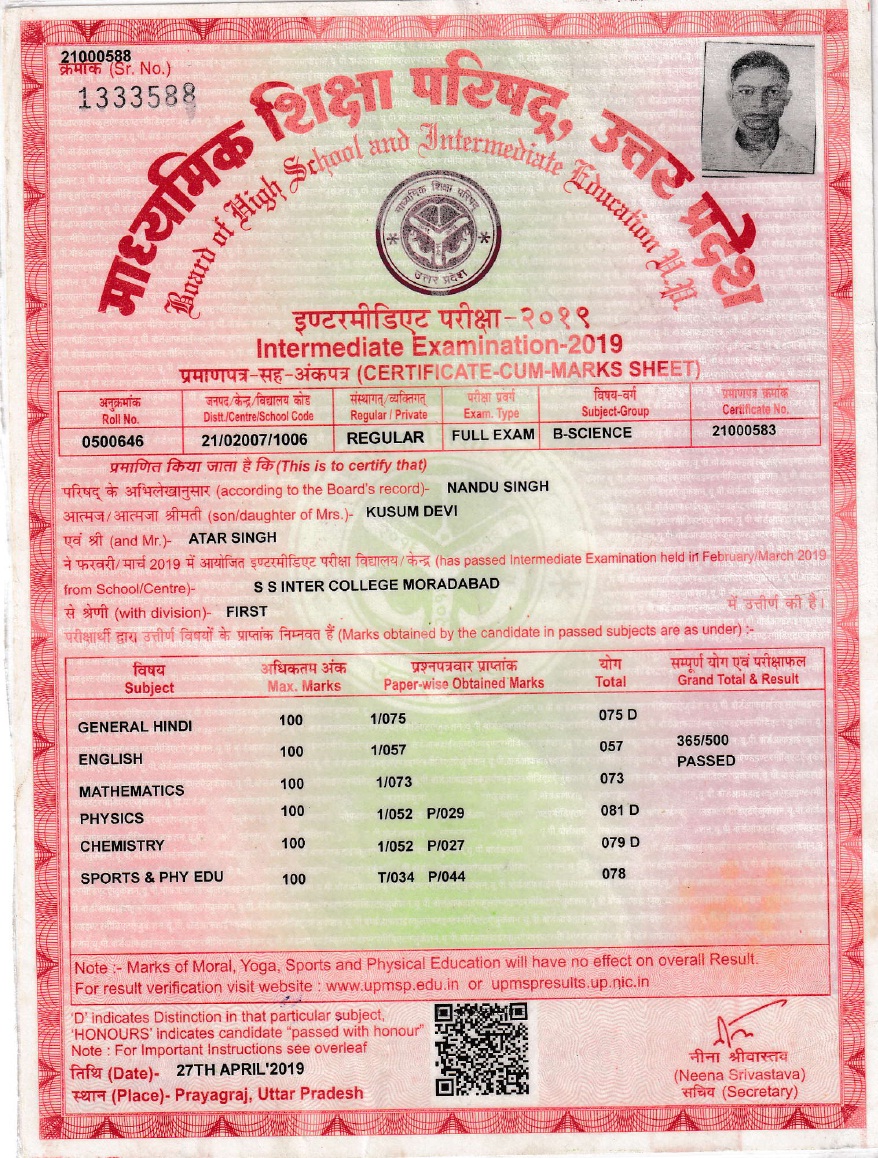 21000588
क्रमांक (Sr. No.)
1333588
माध्यमिक शिक्षा परिषद्, उत्तर प्रदेश
Board of High School and Intermediate Education U.P.
माध्यमिक शिक्षा परिषद
उत्तर प्रदेश
इण्टरमीडिएट परीक्षा-२०१९
Intermediate Examination-2019
प्रमाणपत्र-सह-अंकपत्र (CERTIFICATE-CUM-MARKS SHEET)
अनुक्रमांक जनपद/केन्द्र/विद्यालय कोड संस्थागत्/व्यक्तिगत् परीक्षा प्रवर्ग विषय-वर्ग प्रमाणपत्र क्रमांक
Roll No. Distt./Centre/School Code Regular / Private Exam. Type Subject-Group Certificate No.
0500646 21/02007/1006 REGULAR FULL EXAM B-SCIENCE 21000583
प्रमाणित किया जाता है कि (This is to certify that)
परिषद् के अभिलेखानुसार (according to the Board's record)- NANDU SINGH
आत्मज/आत्मजा श्रीमती (son/daughter of Mrs.)- KUSUM DEVI
एवं श्री (and Mr.)- ATAR SINGH
ने फरवरी/मार्च 2019 में आयोजित इण्टरमीडिएट परीक्षा विद्यालय/केन्द्र (has passed Intermediate Examination held in February/March 2019
from School/Centre)- S S INTER COLLEGE MORADABAD
से श्रेणी (with division)- FIRST में उत्तीर्ण की है।
परीक्षार्थी द्वारा उत्तीर्ण विषयों के प्राप्तांक निम्नवत हैं (Marks obtained by the candidate in passed subjects are as under) :-
विषय अधिकतम अंक प्रश्नपत्रवार प्राप्तांक योग सम्पूर्ण योग एवं परीक्षाफल
Subject Max. Marks Paper-wise Obtained Marks Total Grand Total & Result
GENERAL HINDI 100 1/075 075 D
ENGLISH 100 1/057 057 365/500
PASSED
MATHEMATICS 100 1/073 073
PHYSICS 100 1/052 P/029 081 D
CHEMISTRY 100 1/052 P/027 079 D
SPORTS & PHY EDU 100 T/034 P/044 078
Note :- Marks of Moral, Yoga, Sports and Physical Education will have no effect on overall Result.
For result verification visit website : www.upmsp.edu.in or upmspresults.up.nic.in
'D' indicates Distinction in that particular subject,
'HONOURS' indicates candidate "passed with honour"
Note : For Important Instructions see overleaf
तिथि (Date)- 27TH APRIL'2019
स्थान (Place)- Prayagraj, Uttar Pradesh
नीना श्रीवास्तव
(Neena Srivastava)
सचिव (Secretary)